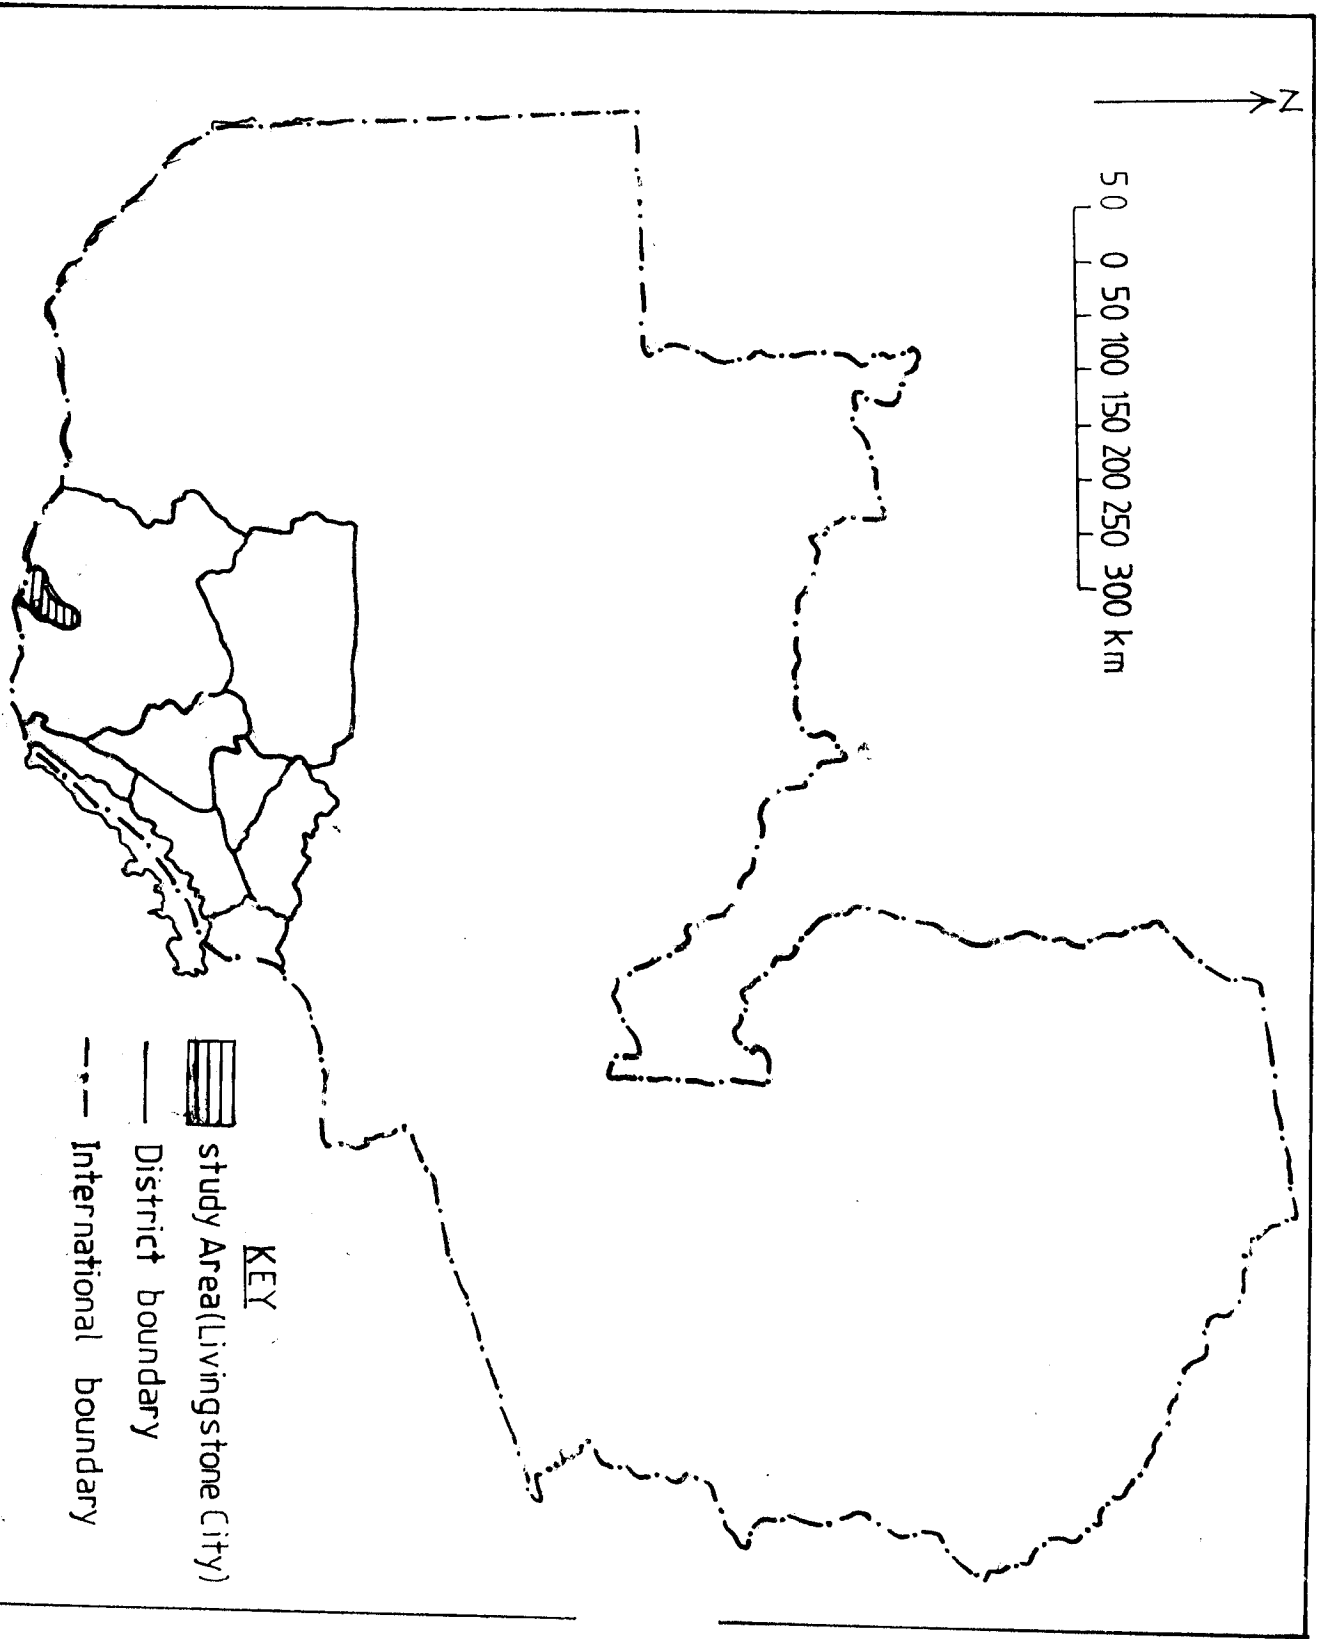 N
50 0 50 100 150 200 250 300 km
KEY
study Area(Livingstone City)
District boundary
International boundary